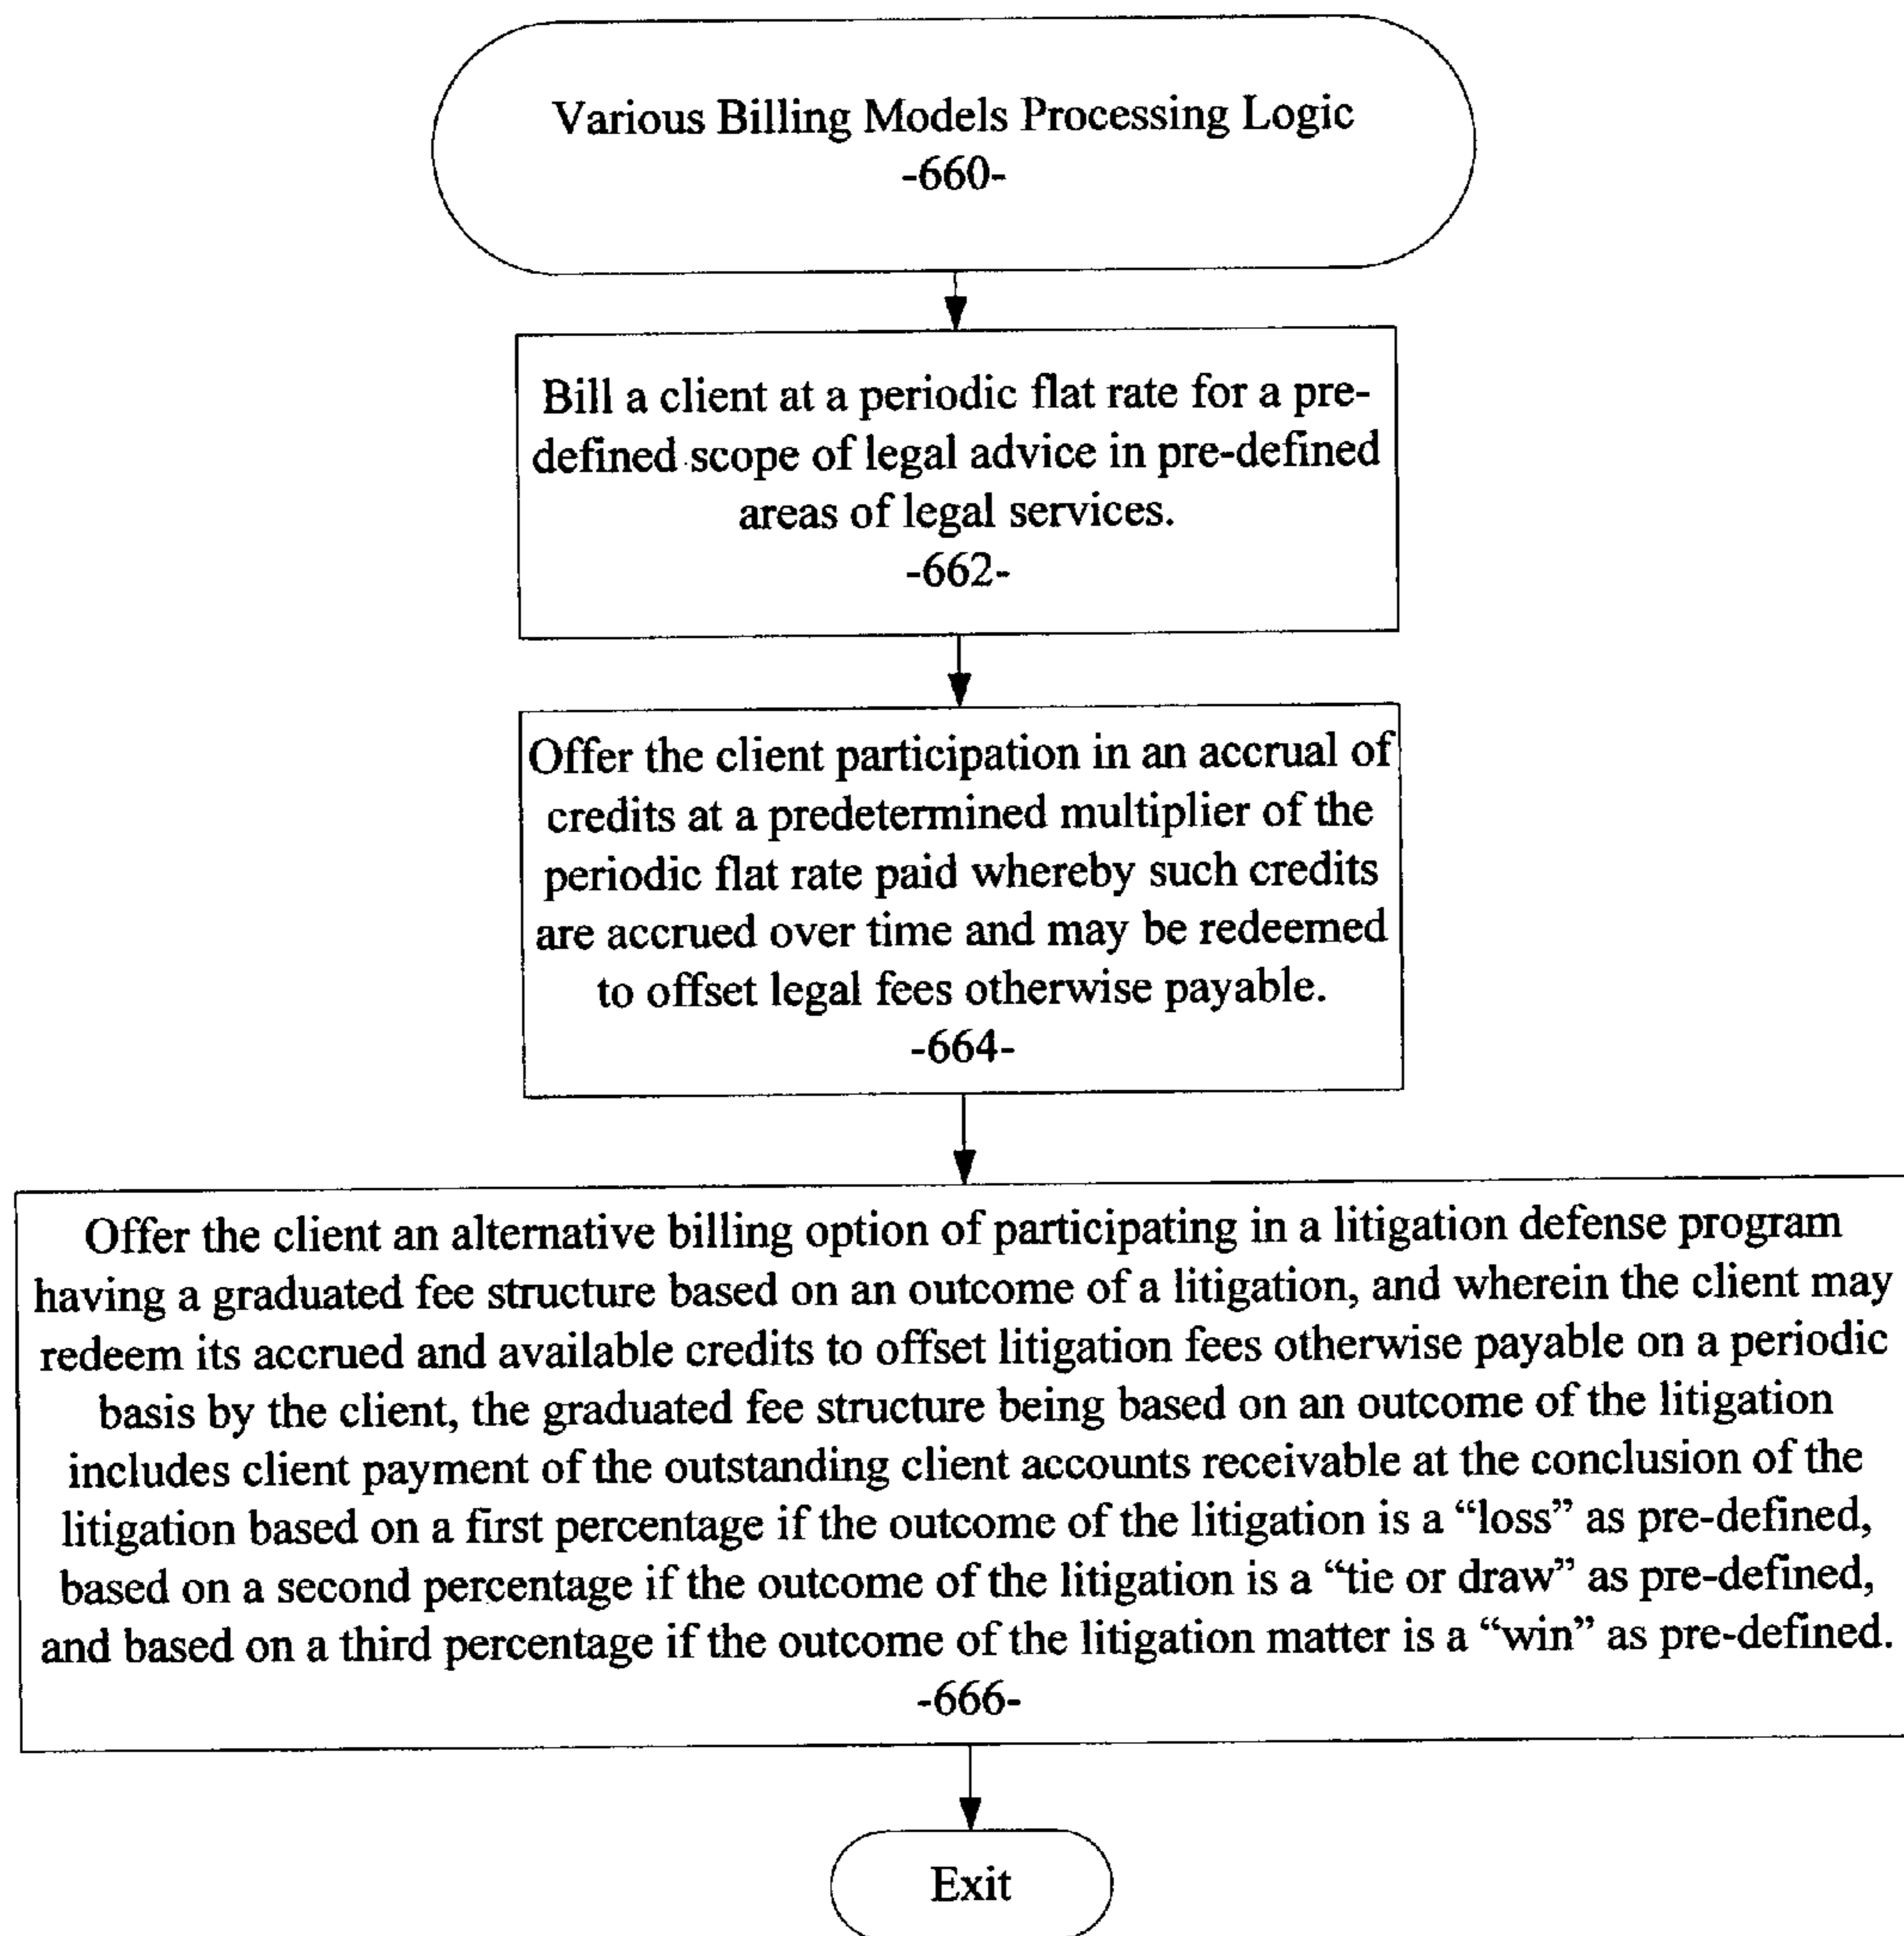 Various Billing Models Processing Logic
-660-
Bill a client at a periodic flat rate for a pre-
defined scope of legal advice in pre-defined
areas of legal services.
-662-
Offer the client participation in an accrual of
credits at a predetermined multiplier of the
periodic flat rate paid whereby such credits
are accrued over time and may be redeemed
to offset legal fees otherwise payable.
-664-
Offer the client an alternative billing option of participating in a litigation defense program
having a graduated fee structure based on an outcome of a litigation, and wherein the client may
redeem its accrued and available credits to offset litigation fees otherwise payable on a periodic
basis by the client, the graduated fee structure being based on an outcome of the litigation
includes client payment of the outstanding client accounts receivable at the conclusion of the
litigation based on a first percentage if the outcome of the litigation is a “loss” as pre-defined,
based on a second percentage if the outcome of the litigation is a “tie or draw” as pre-defined,
and based on a third percentage if the outcome of the litigation matter is a “win” as pre-defined.
-666-
Exit